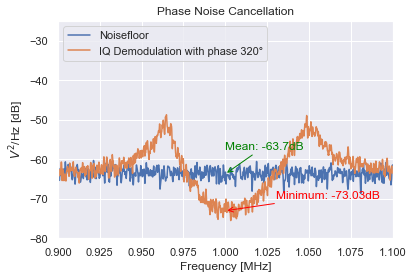 Phase Noise Cancellation
Noisefloor
IQ Demodulation with phase 320°
Mean: -63.7dB
Minimum: -73.03dB
V²/Hz [dB]
−30
−40
−50
−60
−70
−80
0.900 0.925 0.950 0.975 1.000 1.025 1.050 1.075 1.100
Frequency [MHz]